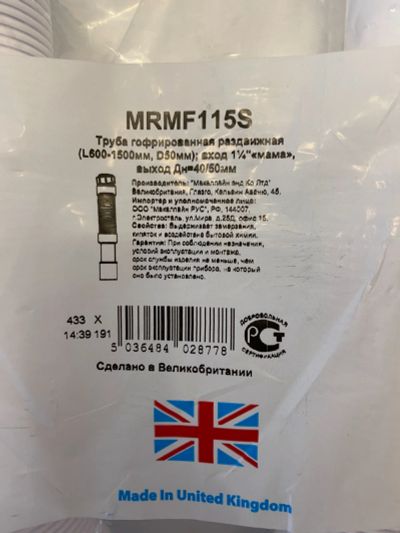 MRMF115S
Труба гофрированная раздвижная
(L600-1500мм, D50мм); вход 1¼"«мама»,
выход Дн=40/50мм
Производитель: "Макалпайн энд Ко Лтд"
Великобритания, Глазго, Кельвин Авеню, 45.
Импортер и уполномоченное лицо:
ООО "Макалпайн РУС", РФ, 144007,
г.Электросталь, ул.Мира, д.25Д, офис 15.
Свойства: Выдерживает замерзания,
кипяток и воздействие бытовой химии.
Гарантия: При соблюдении назначения,
условий эксплуатации и монтажа,
срок службы изделия не меньше, чем
срок эксплуатации прибора, на который
оно было установлено.
433 X
14:39 191
5 036484 028778
ДОБРОВОЛЬНАЯ
РСТ
СЕРТИФИКАЦИЯ
Сделано в Великобритании
Made In United Kingdom